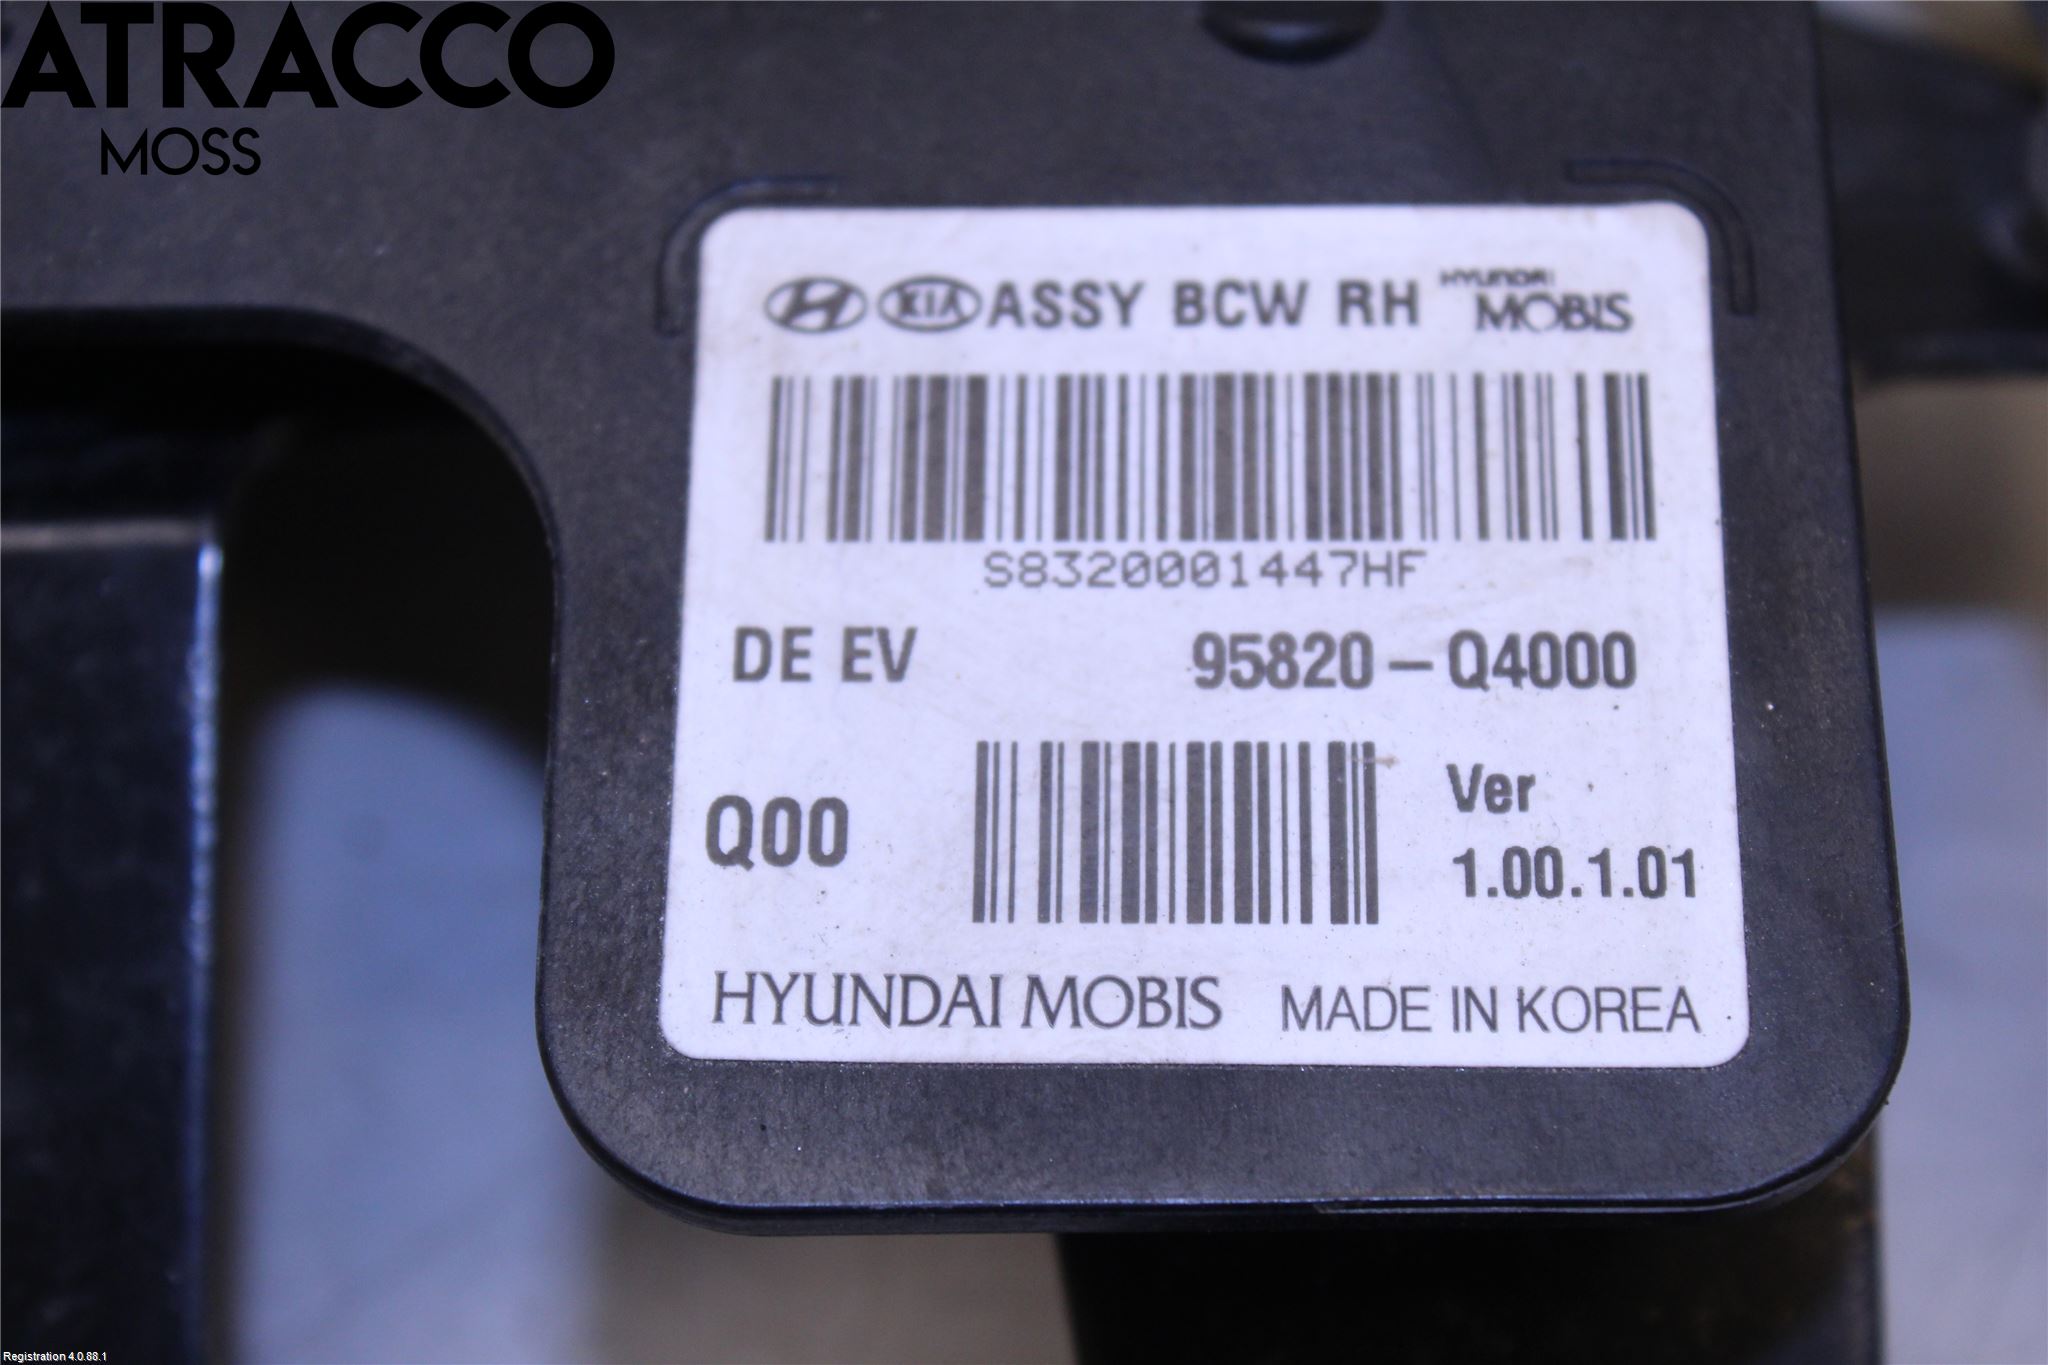 ATRACCO
MOSS
KIA ASSY BCW RH HYUNDAI MOBIS
S8320001447HF
DE EV 95820-Q4000
Q00 Ver 1.00.1.01
HYUNDAI MOBIS MADE IN KOREA
Registration 4.0.88.1